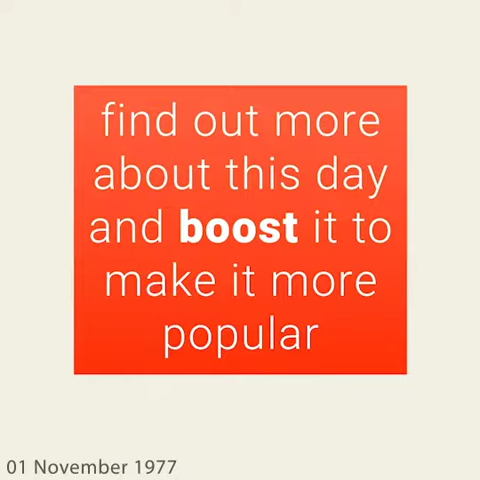 find out more
about this day
and boost it to
make it more
popular
01 November 1977